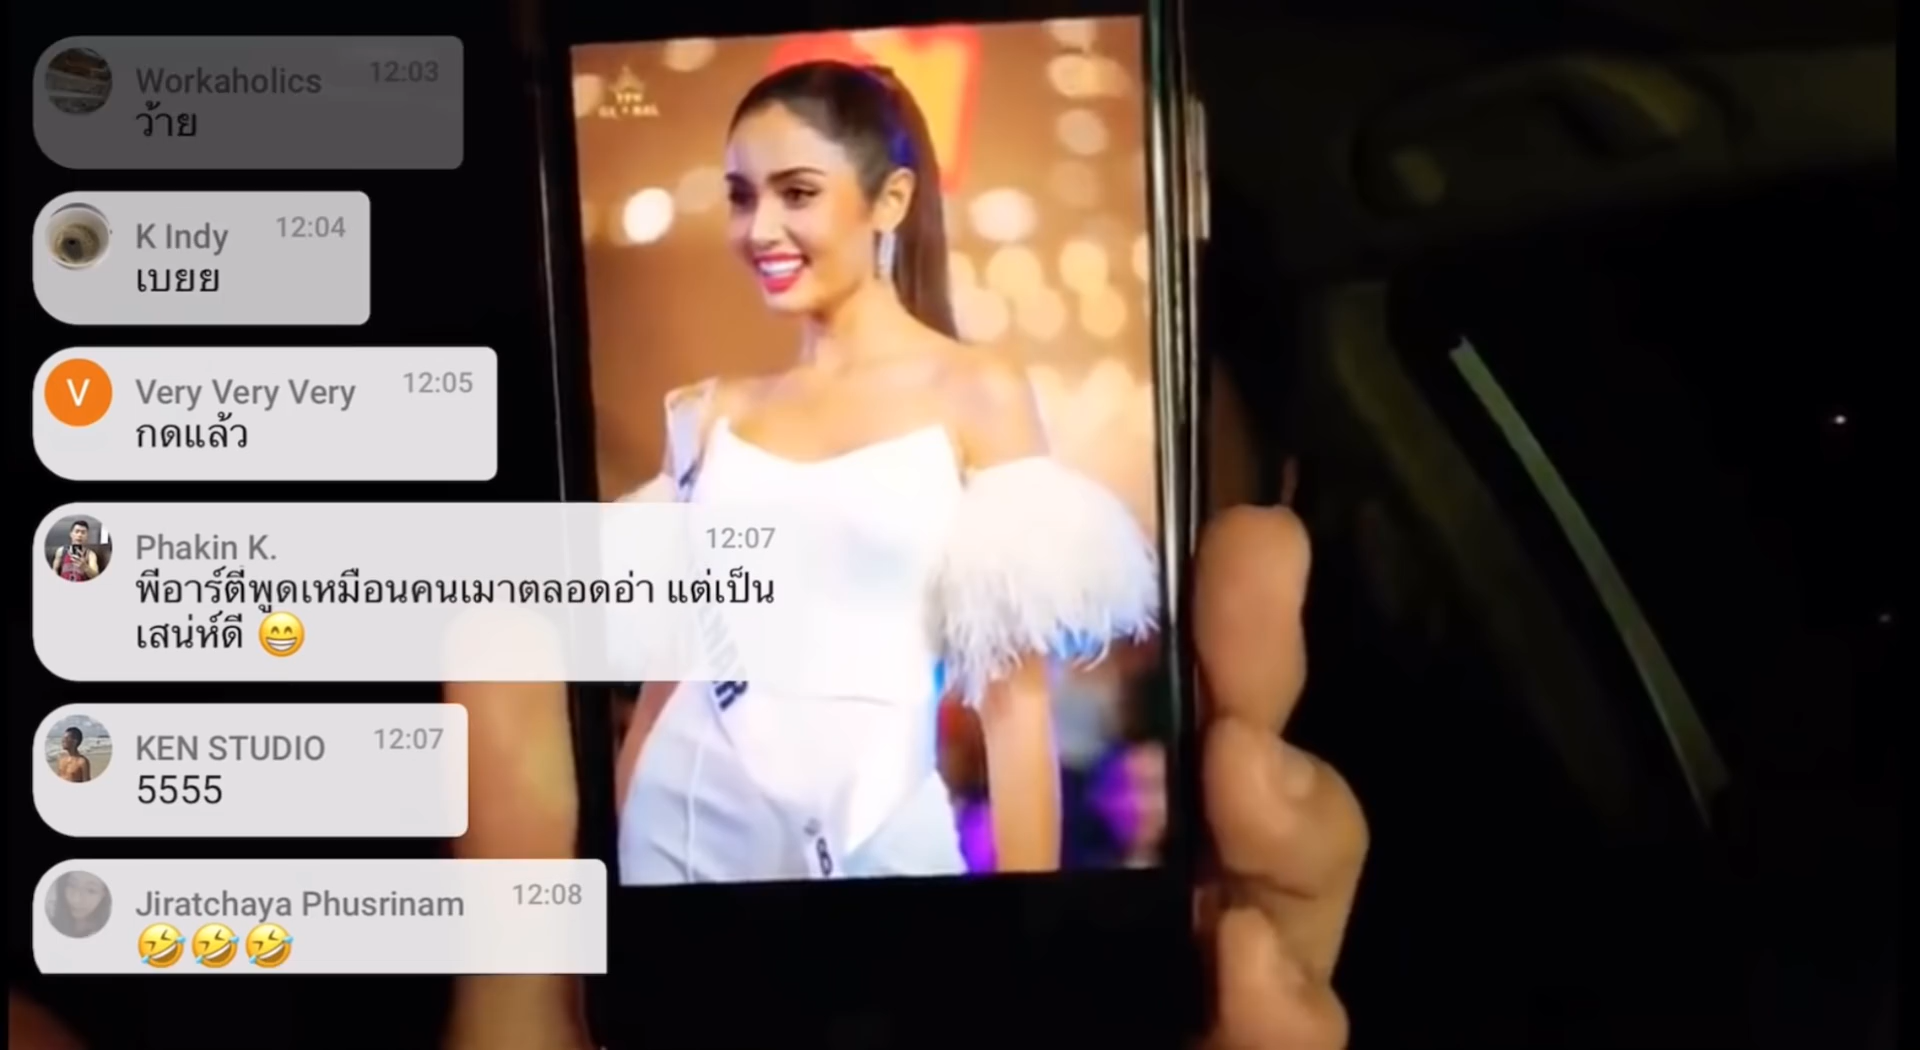 Workaholics 12:03
ว้าย
K Indy 12:04
เบยย
V
Very Very Very 12:05
กดแล้ว
Phakin K. 12:07
พีอาร์ตี่พูดเหมือนคนเมาตลอดอ่า แต่เป็น
เสน่ห์ดี 😁
KEN STUDIO 12:07
5555
Jiratchaya Phusrinam 12:08
🤣🤣🤣